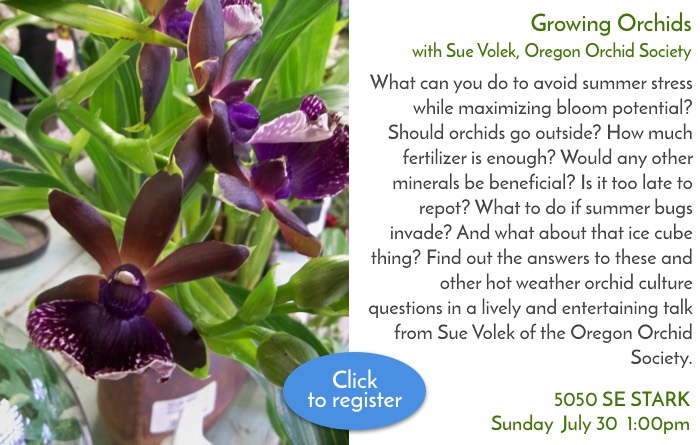 Growing Orchids
with Sue Volek, Oregon Orchid Society
What can you do to avoid summer stress
while maximizing bloom potential?
Should orchids go outside? How much
fertilizer is enough? Would any other
minerals be beneficial? Is it too late to
repot? What to do if summer bugs
invade? And what about that ice cube
thing? Find out the answers to these and
other hot weather orchid culture
questions in a lively and entertaining talk
from Sue Volek of the Oregon Orchid
Society.
Click
to register
5050 SE STARK
Sunday July 30 1:00pm